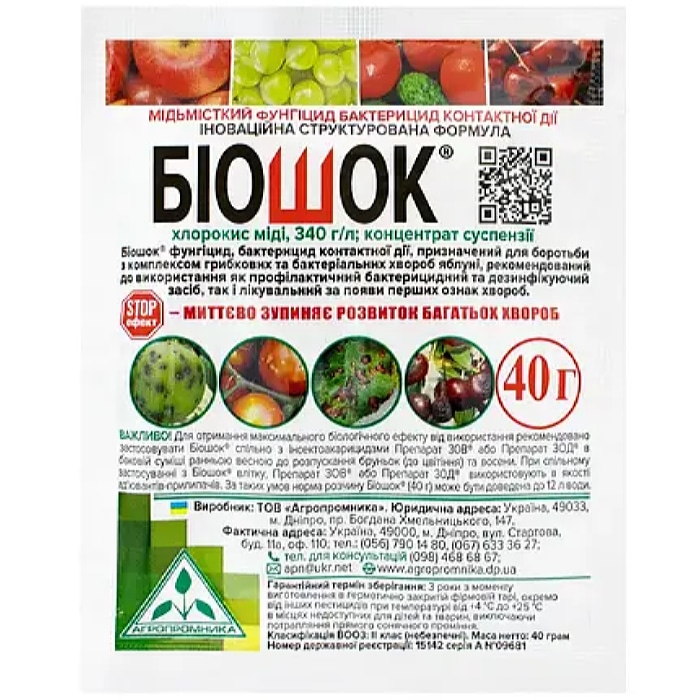 МІДЬМІСТКИЙ ФУНГІЦИД БАКТЕРИЦИД КОНТАКТНОЇ ДІЇ
ІНОВАЦІЙНА СТРУКТУРОВАНА ФОРМУЛА
БІОШОК®
хлорокис міді, 340 г/л; концентрат суспензії
Біошок® фунгіцид, бактерицид контактної дії, призначений для боротьби
з комплексом грибкових та бактеріальних хвороб яблуні, рекомендований
до використання як профілактичний бактерицидний та дезинфікуючий
засіб, так і лікувальний за появи перших ознак хвороб.
STOP
ефект
– МИТТЄВО ЗУПИНЯЄ РОЗВИТОК БАГАТЬОХ ХВОРОБ
40 г
ВАЖЛИВО! Для отримання максимального біологічного ефекту від використання рекомендовано
застосовувати Біошок® спільно з інсектоакарицидами Препарат 30В® або Препарат 30Д® в
баковій суміші ранньою весною до розпускання бруньок (до цвітіння) та восени. При спільному
застосуванні з Біошок® влітку, Препарат 30В® або Препарат 30Д® використовують в якості
ад'ювантів-прилипачів. За таких умов норма розчину Біошок® (40 г) може бути доведена до 12 л води.
Виробник: ТОВ «Агропромника». Юридична адреса: Україна, 49033,
м. Дніпро, пр. Богдана Хмельницького, 147.
Фактична адреса: Україна, 49000, м. Дніпро, вул. Стартова,
буд. 11а, оф. 110; тел.: (056) 790 14 80, (067) 633 36 27;
тел. для консультацій (098) 468 68 67;
apn@ukr.net www.agropromnika.dp.ua
АГРОПРОМНИКА
Гарантійний термін зберігання: 3 роки з моменту
виготовлення в герметично закритій фірмовій тарі, окремо
від інших пестицидів при температурі від +4 °С до +25 °С
в місцях недоступних для дітей та тварин, виключаючи
потрапляння прямого сонячного проміння.
Класифікація ВООЗ: II клас (небезпечні). Маса нетто: 40 грам
Номер державної реєстрації: 15142 серія А №09681